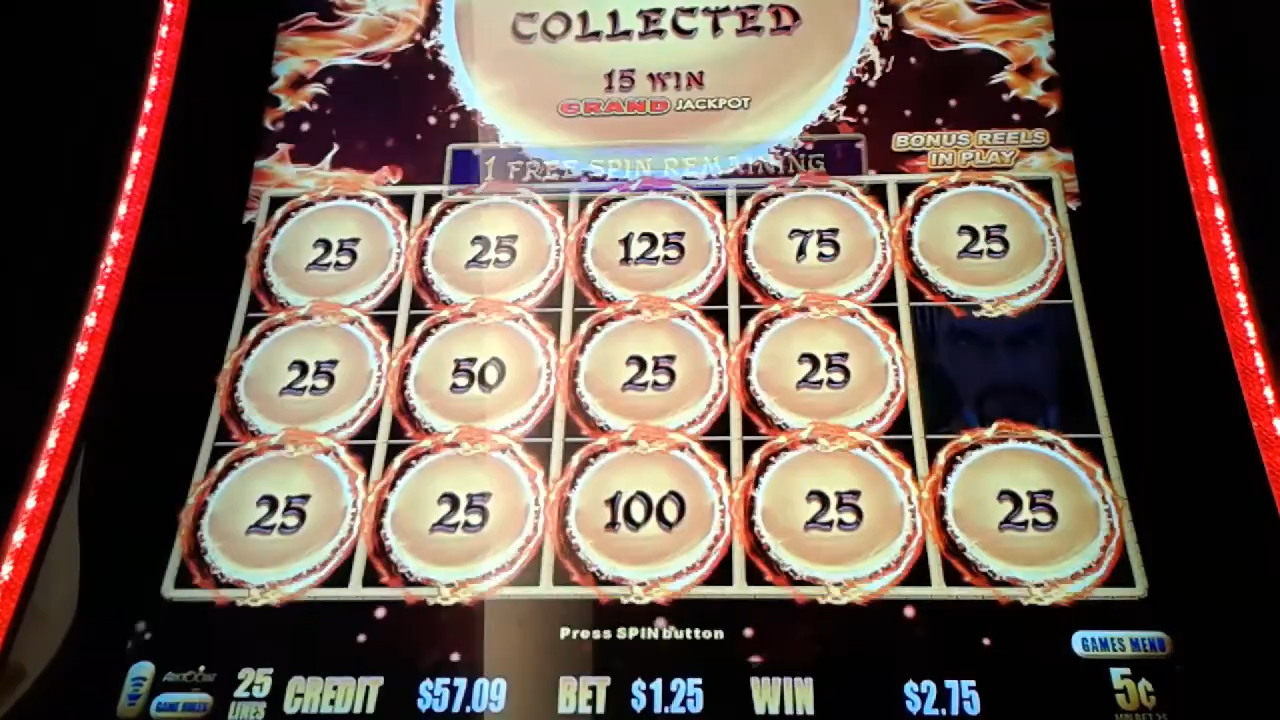 COLLECTED
15 WIN
GRAND JACKPOT
BONUS REELS
IN PLAY
1 FREE SPIN REMAINING
25 25 125 75 25
25 50 25 25
25 25 100 25 25
Press SPIN button
GAMES MENU
25
LINES
CREDIT $57.09 BET $1.25 WIN $2.75 5¢
GAME RULES